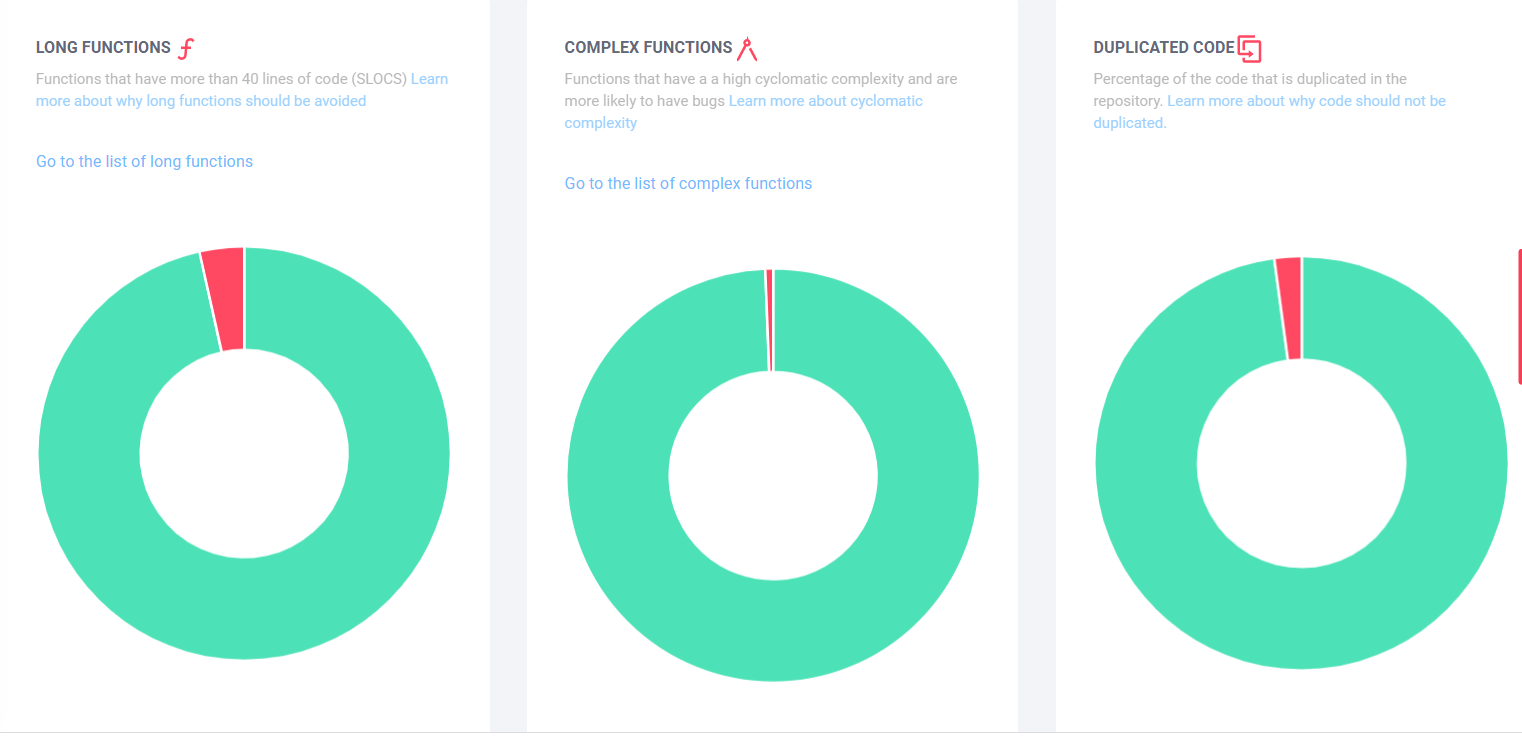 LONG FUNCTIONS
Functions that have more than 40 lines of code (SLOCS) Learn
more about why long functions should be avoided
Go to the list of long functions
COMPLEX FUNCTIONS
Functions that have a a high cyclomatic complexity and are
more likely to have bugs Learn more about cyclomatic
complexity
Go to the list of complex functions
DUPLICATED CODE
Percentage of the code that is duplicated in the
repository. Learn more about why code should not be
duplicated.